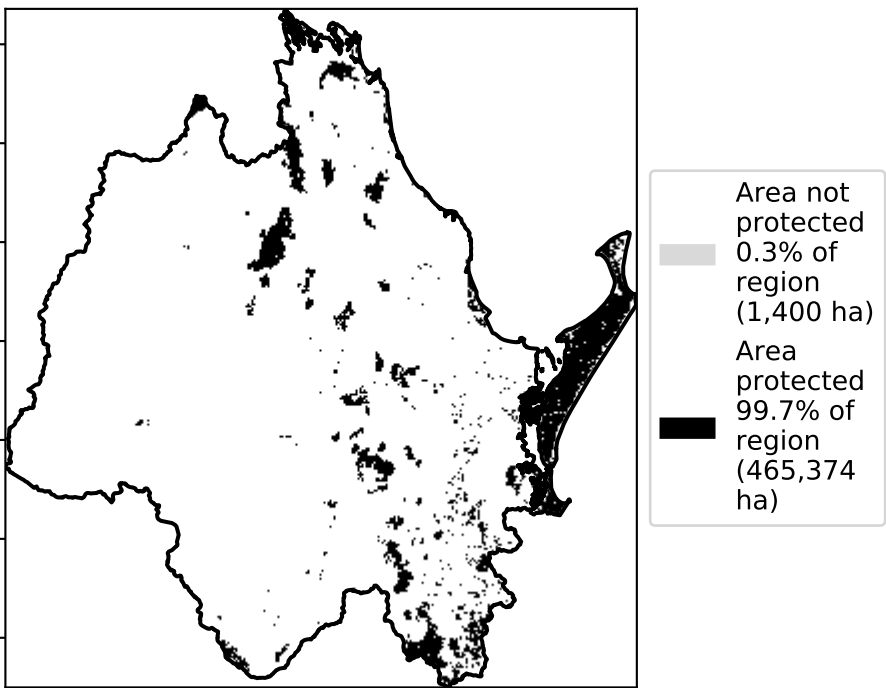 Area not
protected
0.3% of
region
(1,400 ha)
Area
protected
99.7% of
region
(465,374
ha)